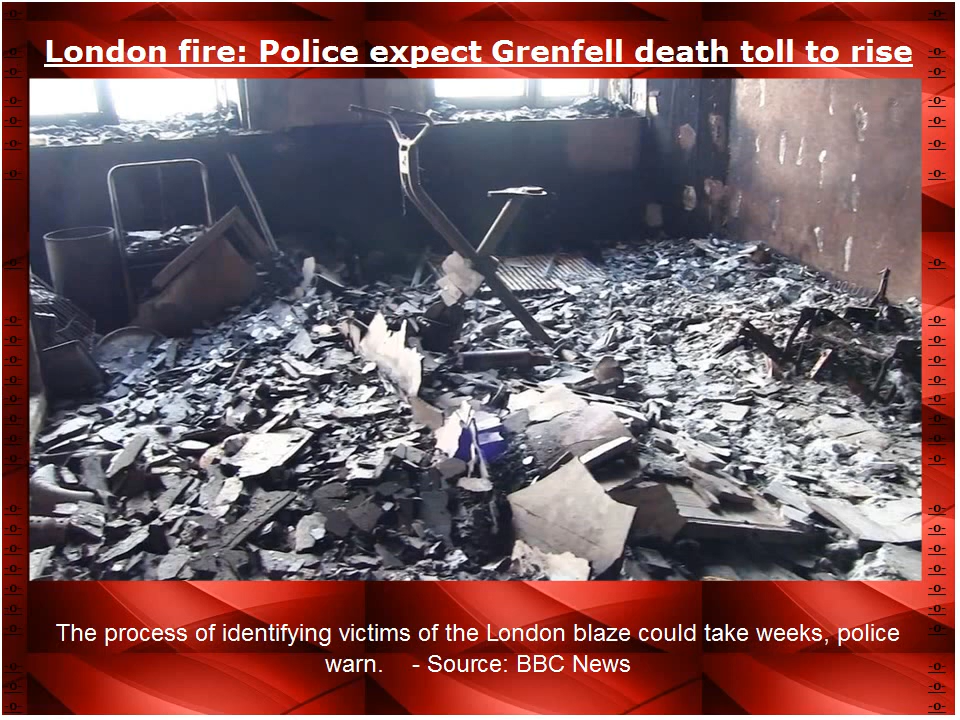 London fire: Police expect Grenfell death toll to rise
The process of identifying victims of the London blaze could take weeks, police
warn. - Source: BBC News